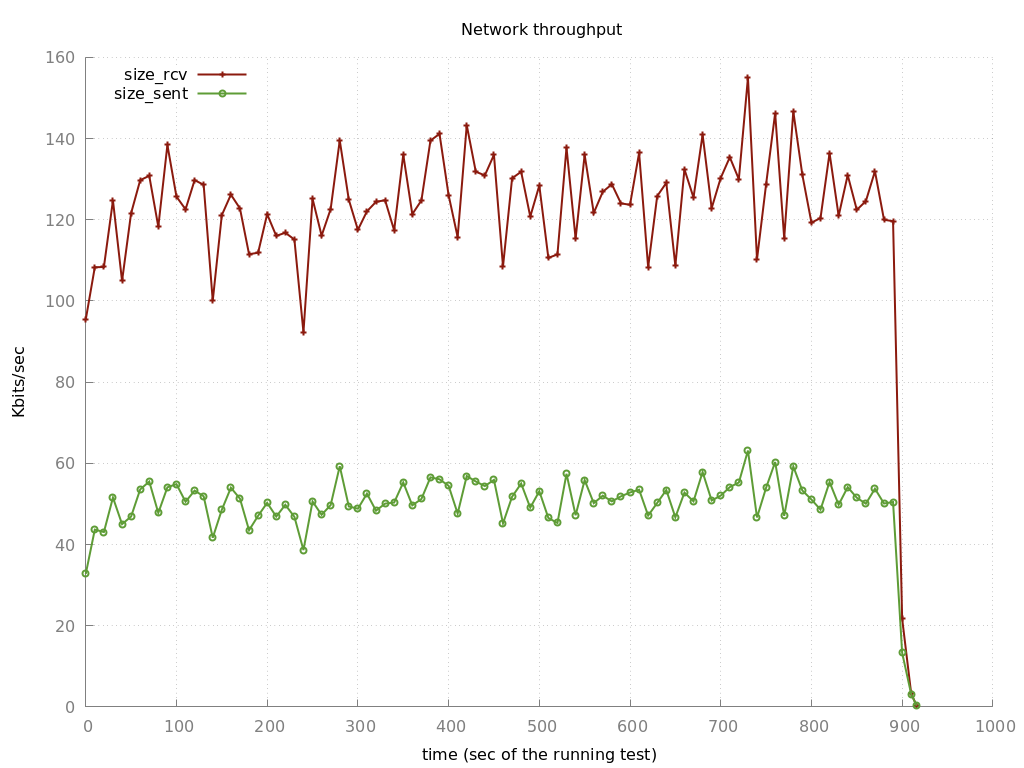 Network throughput
160
size_rcv
size_sent
140
120
100
80
60
40
20
0
Kbits/sec
0 100 200 300 400 500 600 700 800 900 1000
time (sec of the running test)